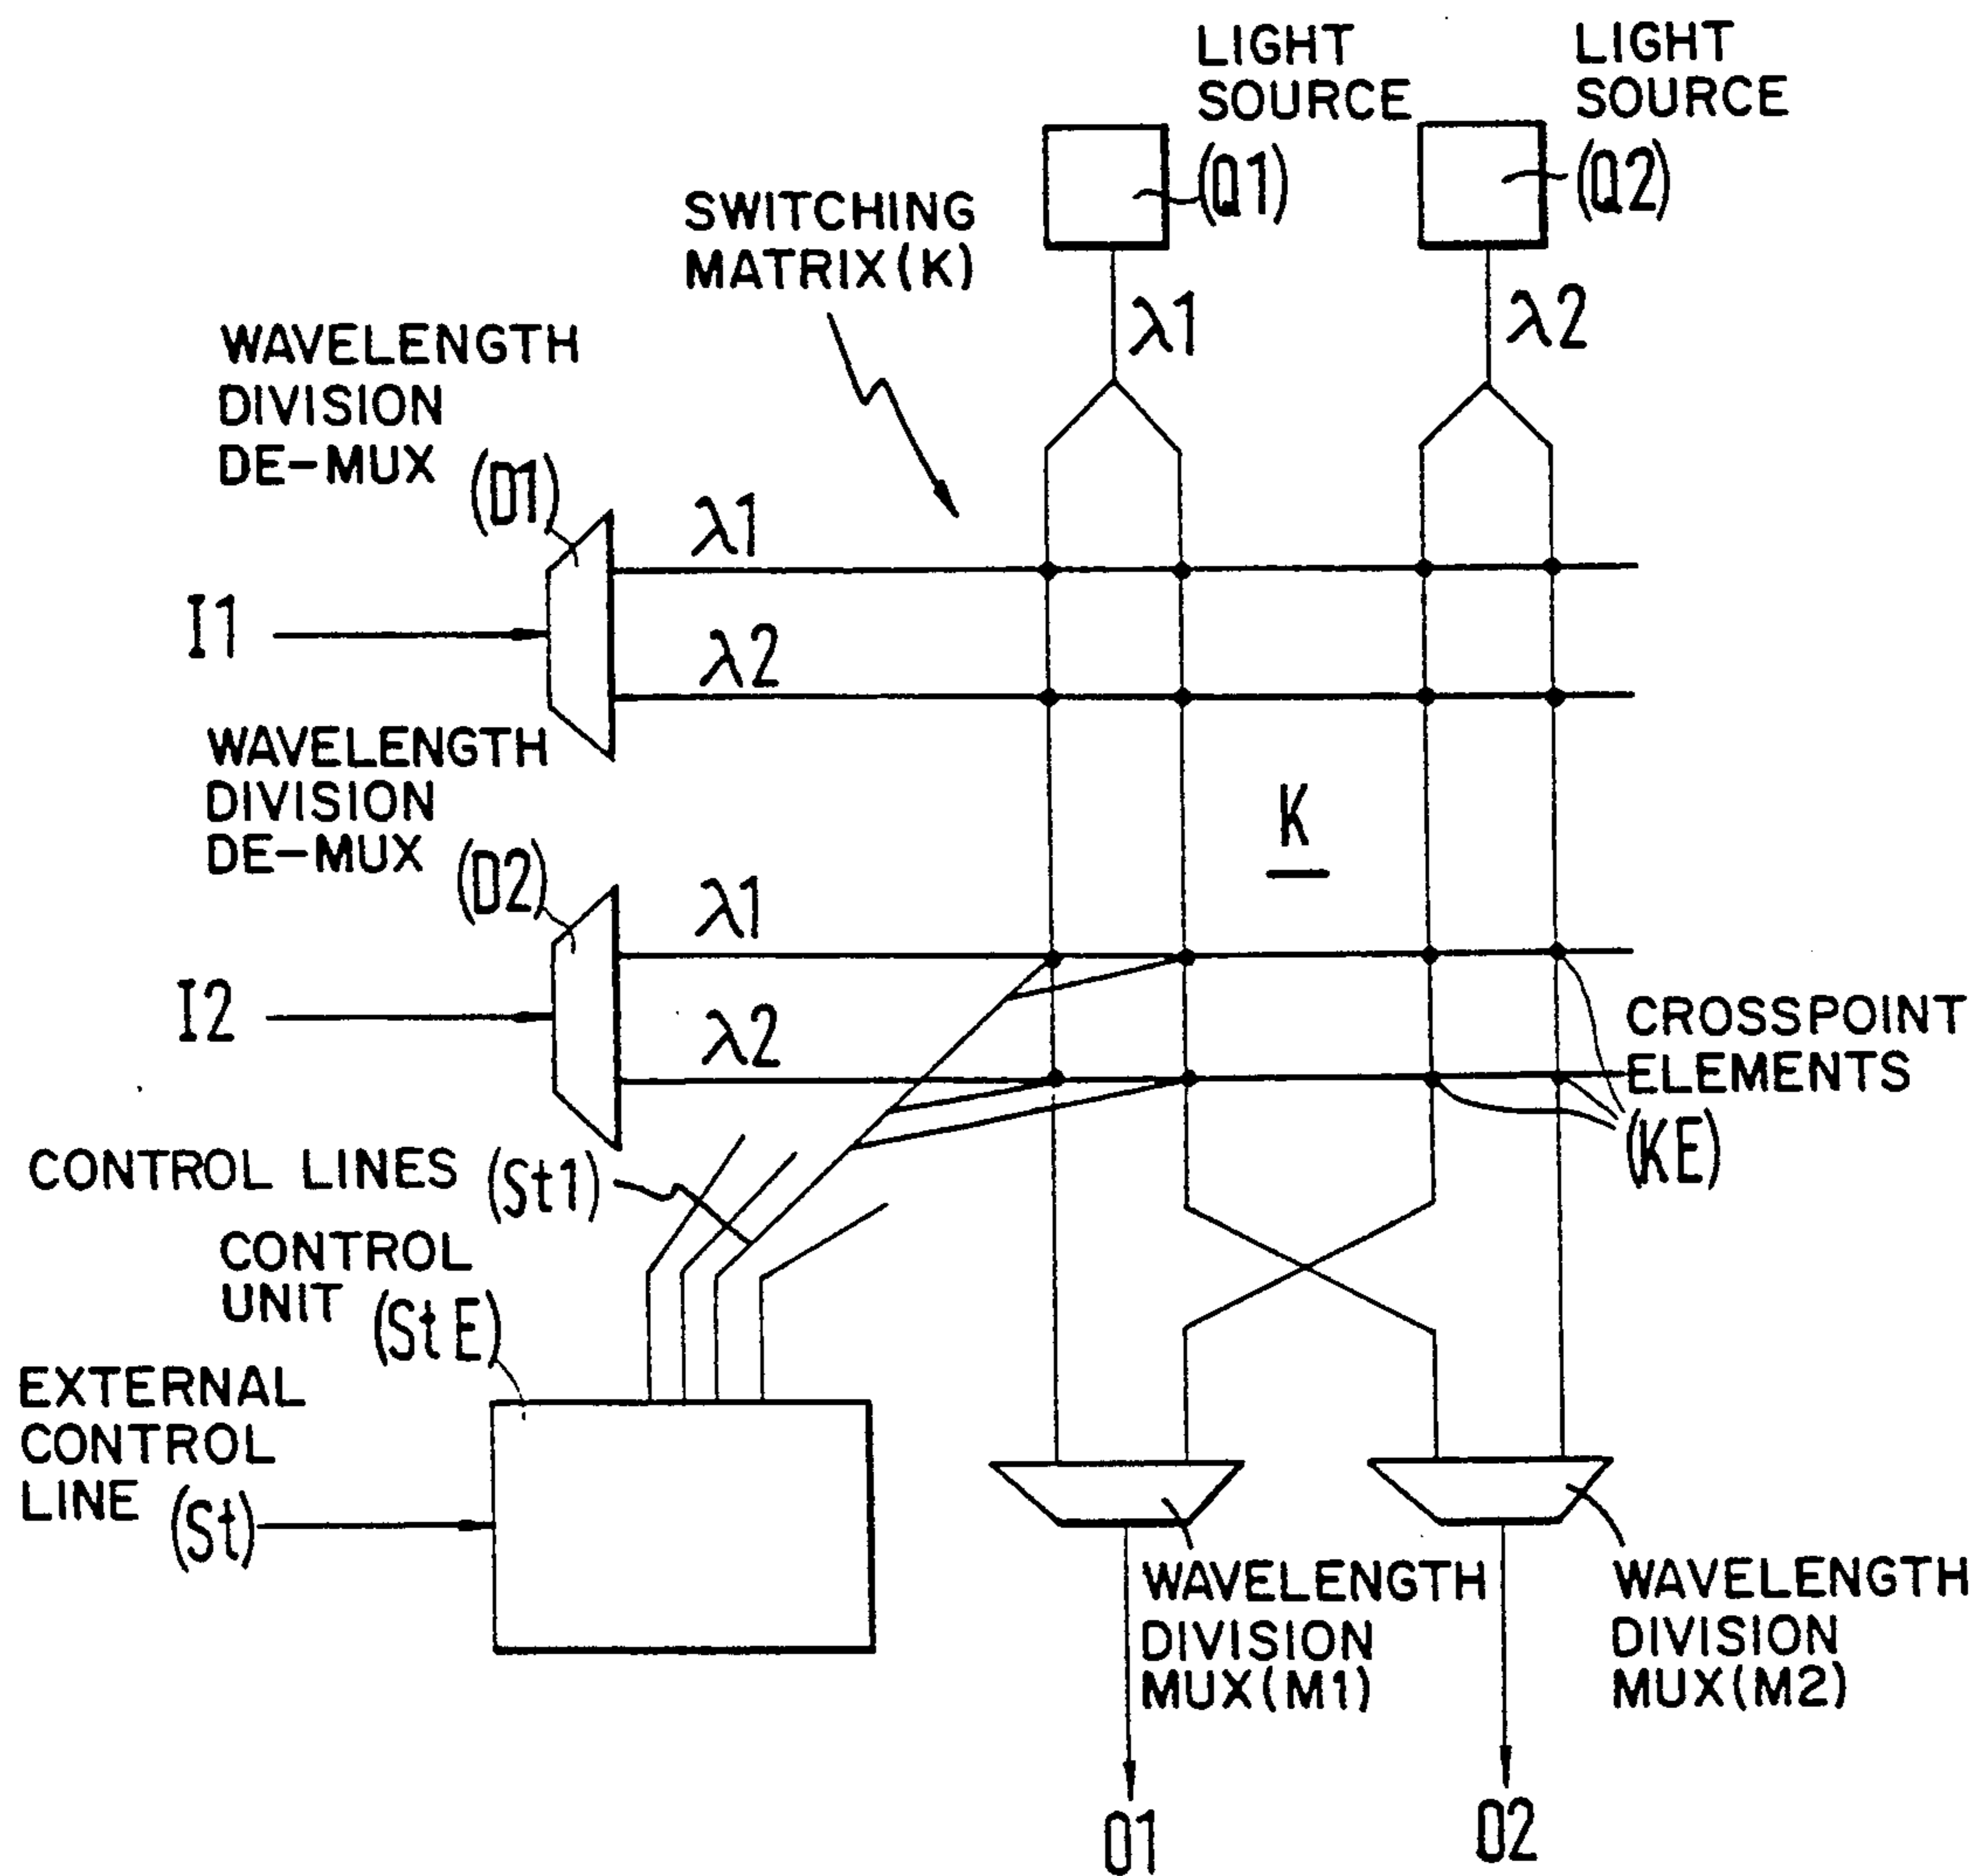 LIGHT
SOURCE
(Q1)
LIGHT
SOURCE
(Q2)
SWITCHING
MATRIX(K)
λ1
λ2
WAVELENGTH
DIVISION
DE-MUX (D1)
λ1
I1
λ2
WAVELENGTH
DIVISION
DE-MUX (D2)
K
λ1
I2
λ2
CROSSPOINT
ELEMENTS
(KE)
CONTROL LINES (St1)
CONTROL
UNIT (StE)
EXTERNAL
CONTROL
LINE (St)
WAVELENGTH
DIVISION
MUX(M1)
WAVELENGTH
DIVISION
MUX(M2)
O1
O2